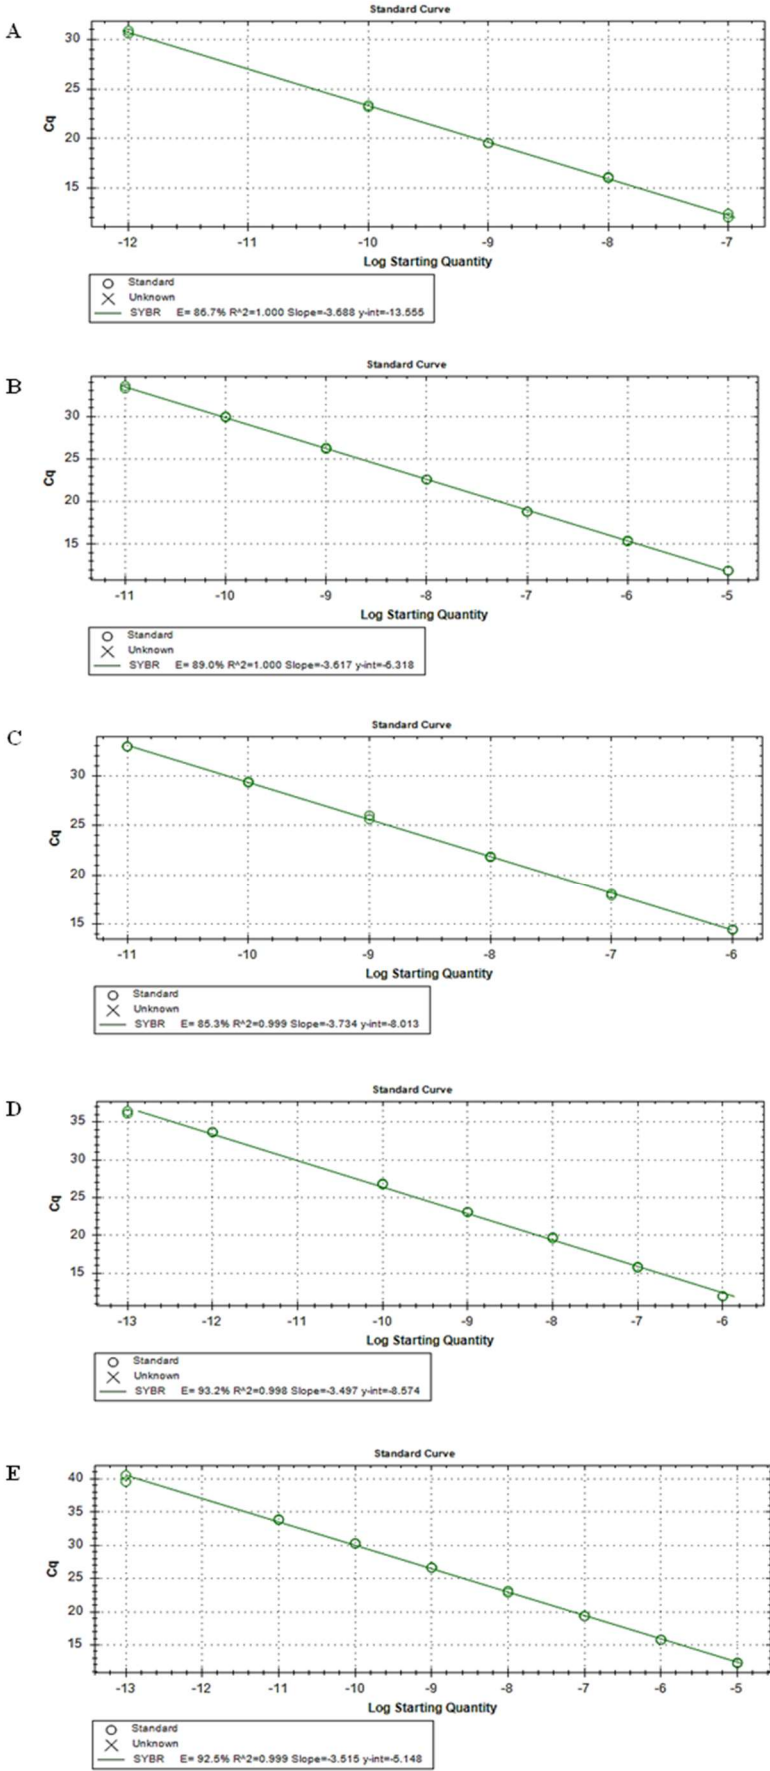 A
Standard Curve
30
25
20
15
Cq
-12 -11 -10 -9 -8 -7
Log Starting Quantity
Standard
Unknown
SYBR E= 86.7% R^2=1.000 Slope=-3.688 y-int=-13.555
B
Standard Curve
30
25
20
15
Cq
-11 -10 -9 -8 -7 -6 -5
Log Starting Quantity
Standard
Unknown
SYBR E= 89.0% R^2=1.000 Slope=-3.617 y-int=-6.318
C
Standard Curve
30
25
20
15
Cq
-11 -10 -9 -8 -7 -6
Log Starting Quantity
Standard
Unknown
SYBR E= 85.3% R^2=0.999 Slope=-3.734 y-int=-8.013
D
Standard Curve
35
30
25
20
15
Cq
-13 -12 -11 -10 -9 -8 -7 -6
Log Starting Quantity
Standard
Unknown
SYBR E= 93.2% R^2=0.998 Slope=-3.497 y-int=-8.574
E
Standard Curve
40
35
30
25
20
15
Cq
-13 -12 -11 -10 -9 -8 -7 -6 -5
Log Starting Quantity
Standard
Unknown
SYBR E= 92.5% R^2=0.999 Slope=-3.515 y-int=-5.148